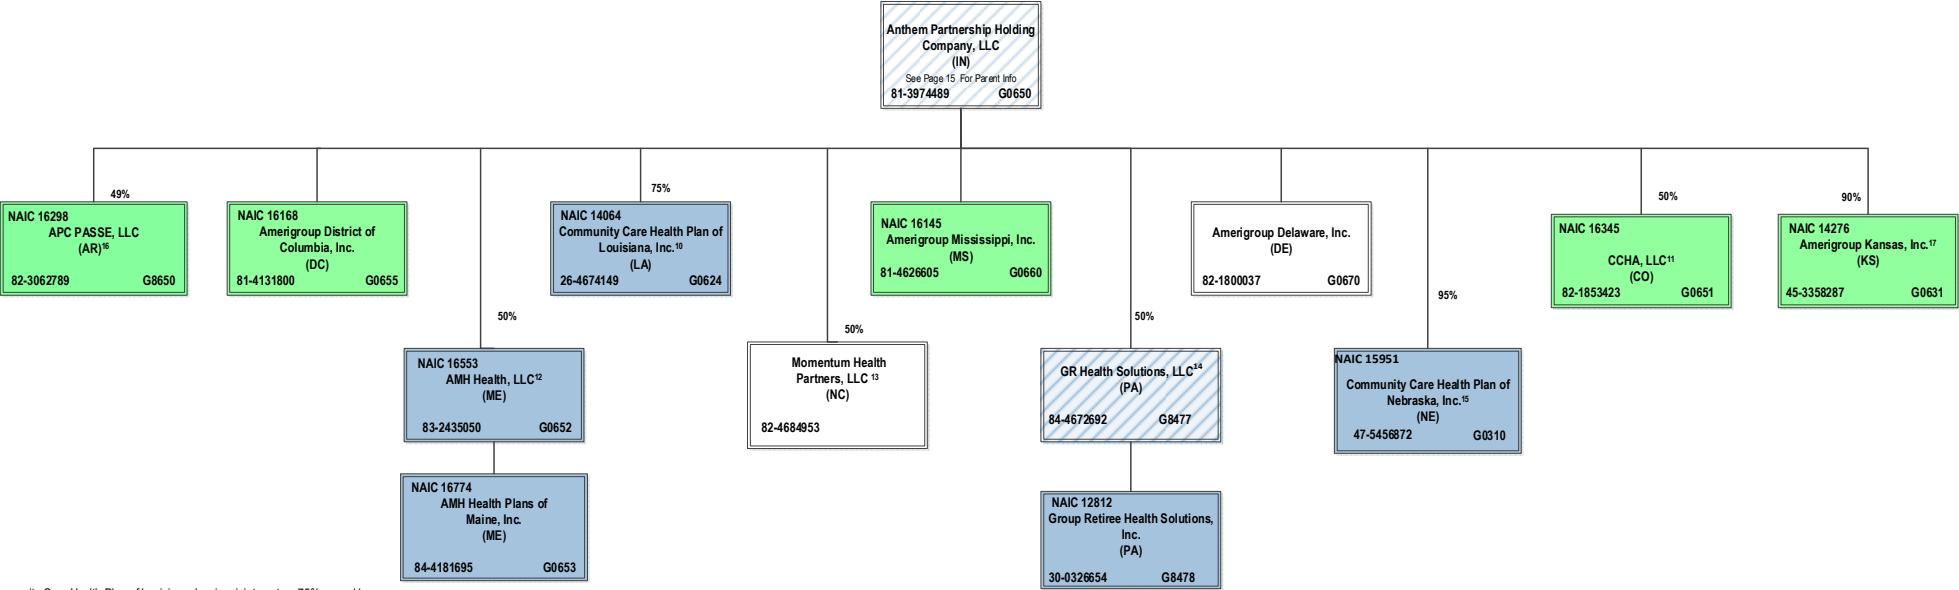 Anthem Partnership Holding
Company, LLC
(IN)
See Page 15 For Parent Info
81-3974489 G0650
49%
NAIC 16298
APC PASSE, LLC
(AR)16
82-3062789 G8650
NAIC 16168
Amerigroup District of
Columbia, Inc.
(DC)
81-4131800 G0655
75%
NAIC 14064
Community Care Health Plan of
Louisiana, Inc.10
(LA)
26-4674149 G0624
NAIC 16145
Amerigroup Mississippi, Inc.
(MS)
81-4626605 G0660
Amerigroup Delaware, Inc.
(DE)
82-1800037 G0670
50%
NAIC 16345
CCHA, LLC11
(CO)
82-1853423 G0651
90%
NAIC 14276
Amerigroup Kansas, Inc.17
(KS)
45-3358287 G0631
50%
NAIC 16553
AMH Health, LLC12
(ME)
83-2435050 G0652
50%
Momentum Health
Partners, LLC 13
(NC)
82-4684953
50%
GR Health Solutions, LLC14
(PA)
84-4672692 G8477
95%
NAIC 15951
Community Care Health Plan of
Nebraska, Inc.15
(NE)
47-5456872 G0310
NAIC 16774
AMH Health Plans of
Maine, Inc.
(ME)
84-4181695 G0653
NAIC 12812
Group Retiree Health Solutions,
Inc.
(PA)
30-0326654 G8478